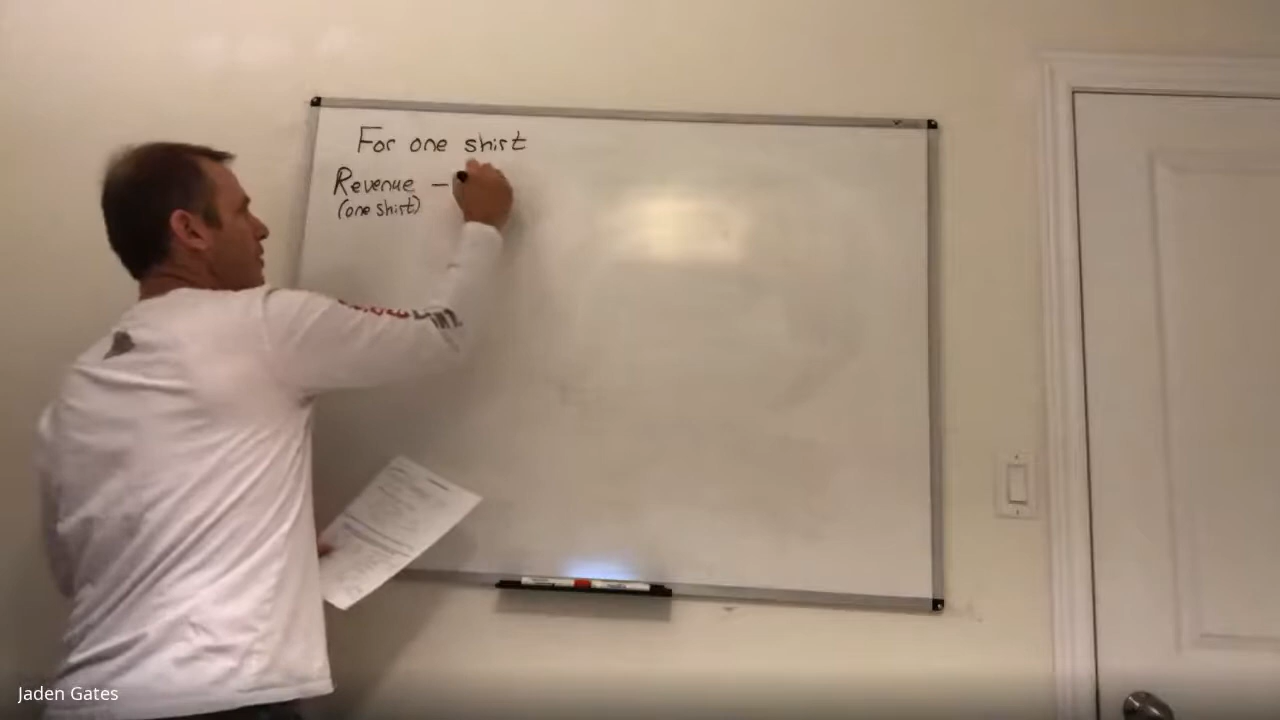 For one shirt
Revenue –
(one shirt)
Jaden Gates